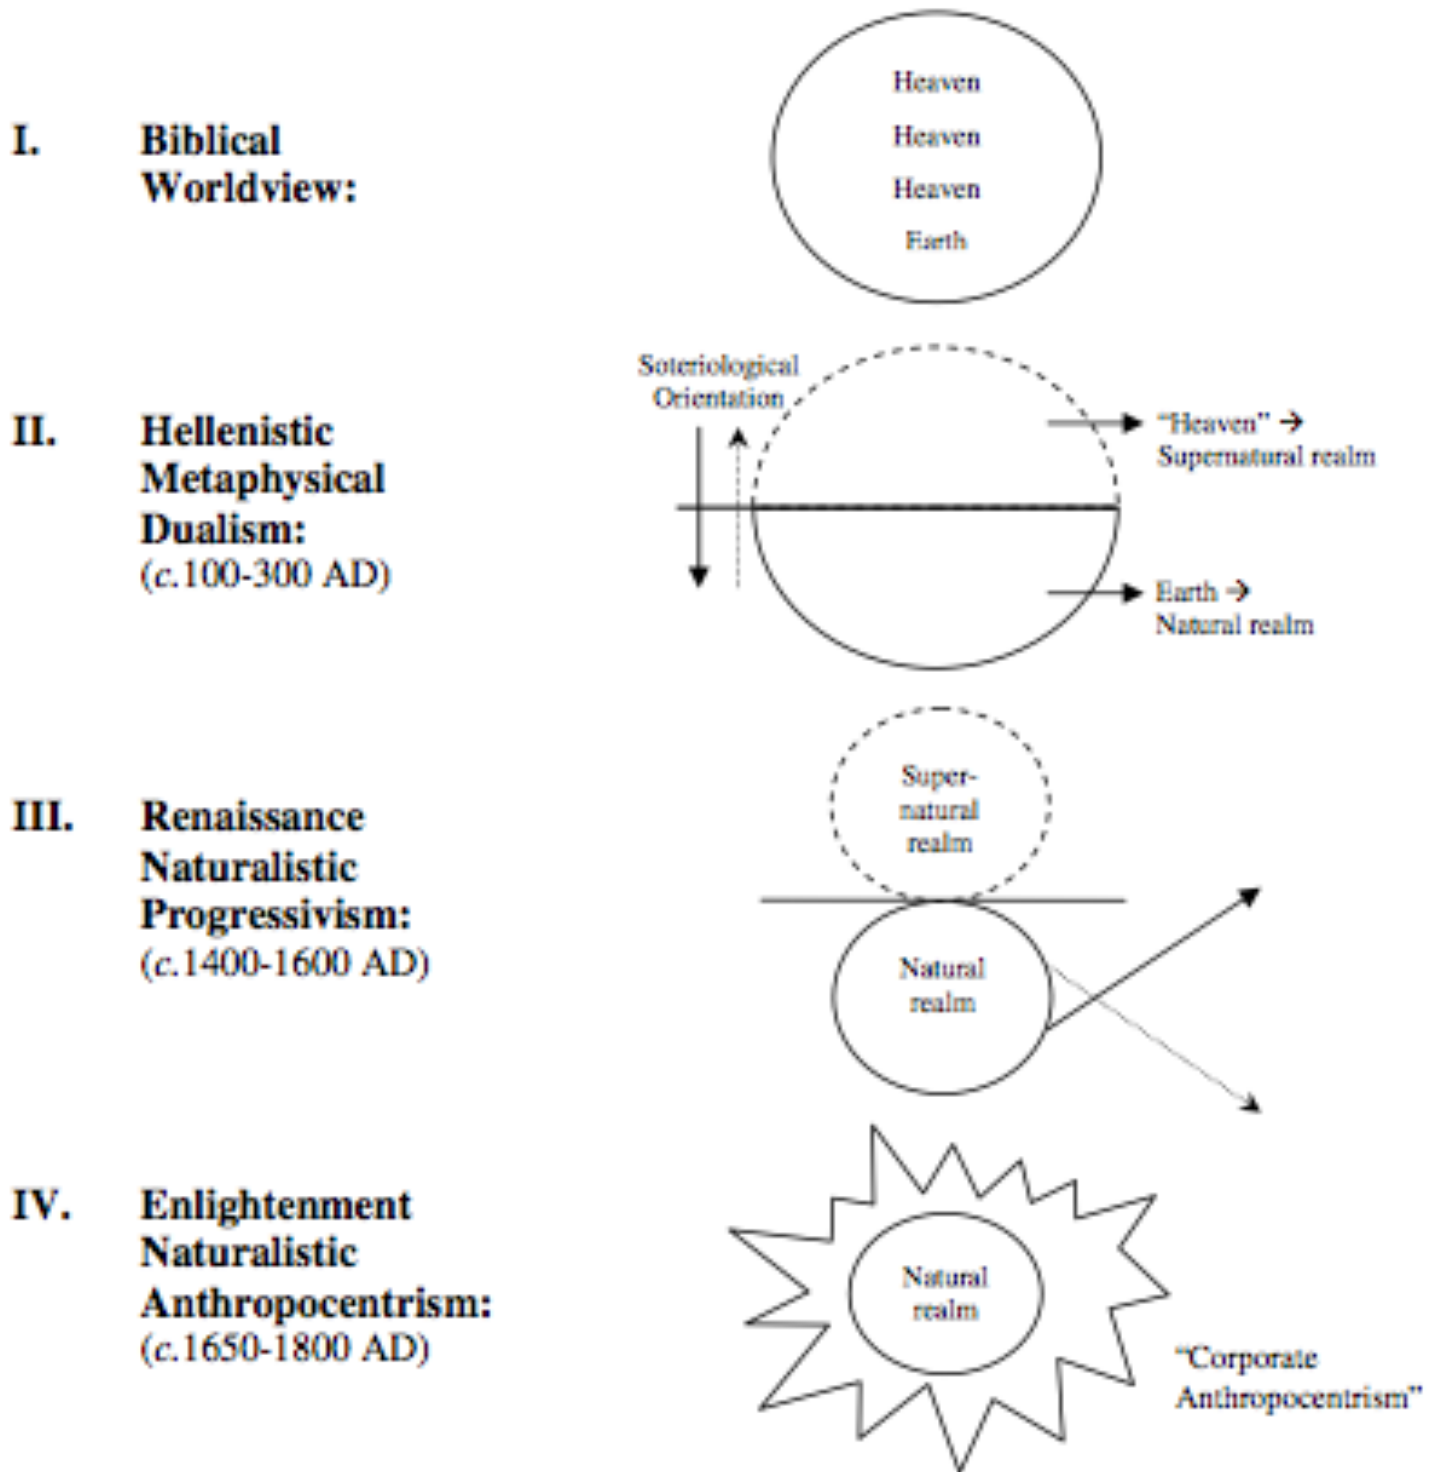 I. Biblical
Worldview:
Heaven
Heaven
Heaven
Earth
II. Hellenistic
Metaphysical
Dualism:
(c.100-300 AD)
Soteriological
Orientation
“Heaven” →
Supernatural realm
Earth →
Natural realm
III. Renaissance
Naturalistic
Progressivism:
(c.1400-1600 AD)
Super-
natural
realm
Natural
realm
IV. Enlightenment
Naturalistic
Anthropocentrism:
(c.1650-1800 AD)
Natural
realm
“Corporate
Anthropocentrism”